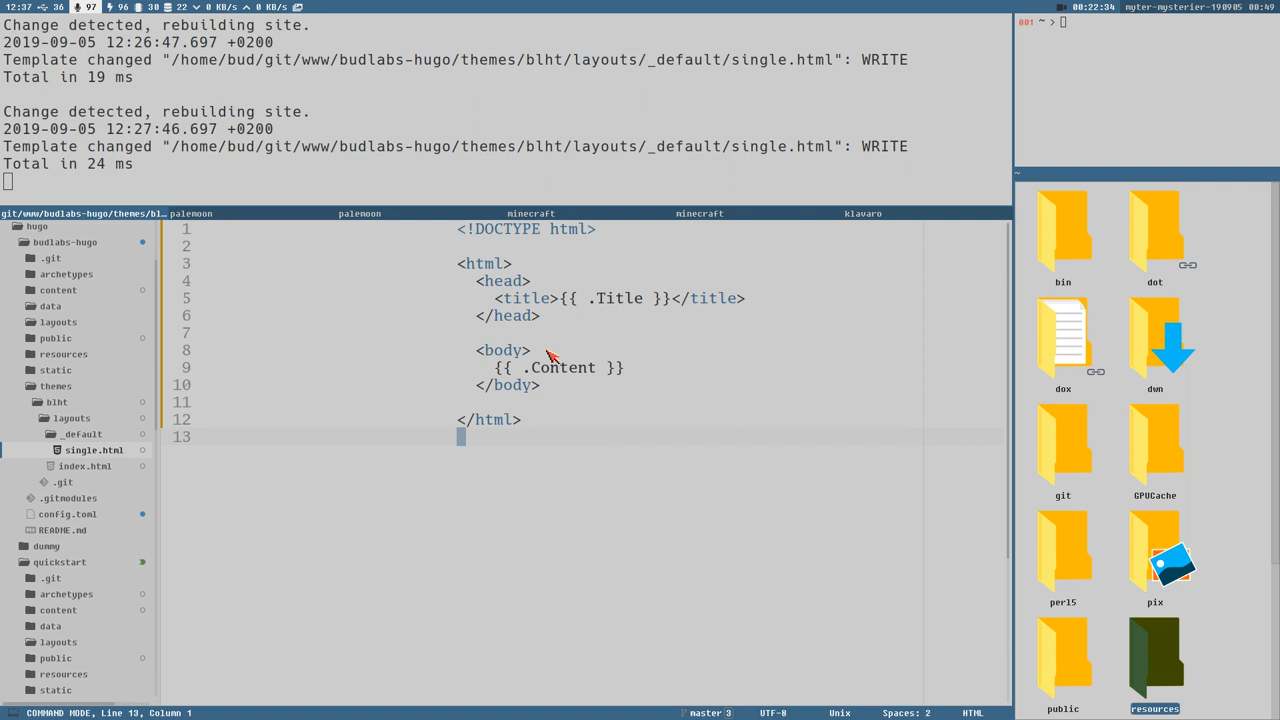 12:37 36 97 96 30 22 0 KB/s 0 KB/s
00:22:34 myter-mysterier-190905 00:49
Change detected, rebuilding site.
2019-09-05 12:26:47.697 +0200
Template changed "/home/bud/git/www/budlabs-hugo/themes/blht/layouts/_default/single.html": WRITE
Total in 19 ms
Change detected, rebuilding site.
2019-09-05 12:27:46.697 +0200
Template changed "/home/bud/git/www/budlabs-hugo/themes/blht/layouts/_default/single.html": WRITE
Total in 24 ms
001 ~ >
~
git/www/budlabs-hugo/themes/bl… palemoon palemoon minecraft minecraft klavaro
hugo
budlabs-hugo
.git
archetypes
content
data
layouts
public
resources
static
themes
blht
layouts
_default
single.html
index.html
.git
.gitmodules
config.toml
README.md
dummy
quickstart
.git
archetypes
content
data
layouts
public
resources
static
1 <!DOCTYPE html>
2
3 <html>
4 <head>
5 <title>{{ .Title }}</title>
6 </head>
7
8 <body>
9 {{ .Content }}
10 </body>
11
12 </html>
13
bin dot
dox dwn
git GPUCache
perl5 pix
public resources
COMMAND MODE, Line 13, Column 1 master 3 UTF-8 Unix Spaces: 2 HTML